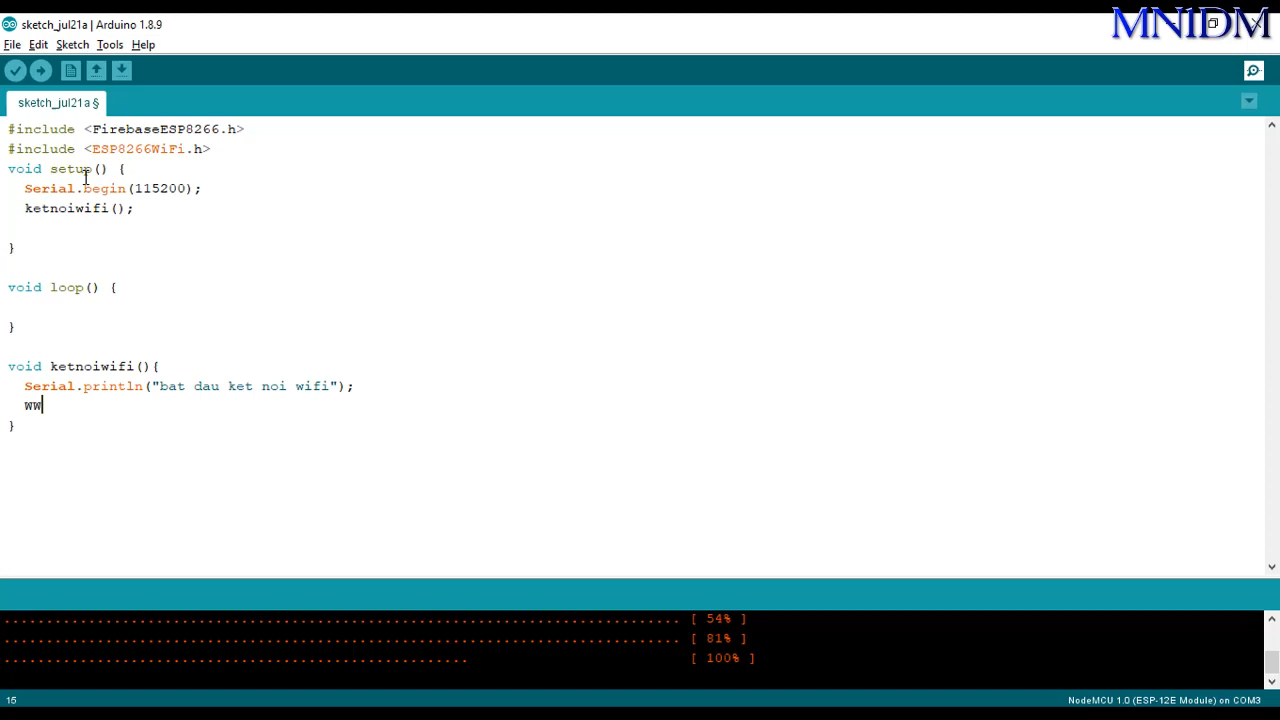 sketch_jul21a | Arduino 1.8.9
MNIDM
File Edit Sketch Tools Help
sketch_jul21a §
#include <FirebaseESP8266.h>
#include <ESP8266WiFi.h>
void setup() {
Serial.begin(115200);
ketnoiwifi();
}
void loop() {
}
void ketnoiwifi(){
Serial.println("bat dau ket noi wifi");
ww
}
................................................................................ [ 54% ]
................................................................................ [ 81% ]
....................................................... [ 100% ]
15
NodeMCU 1.0 (ESP-12E Module) on COM3